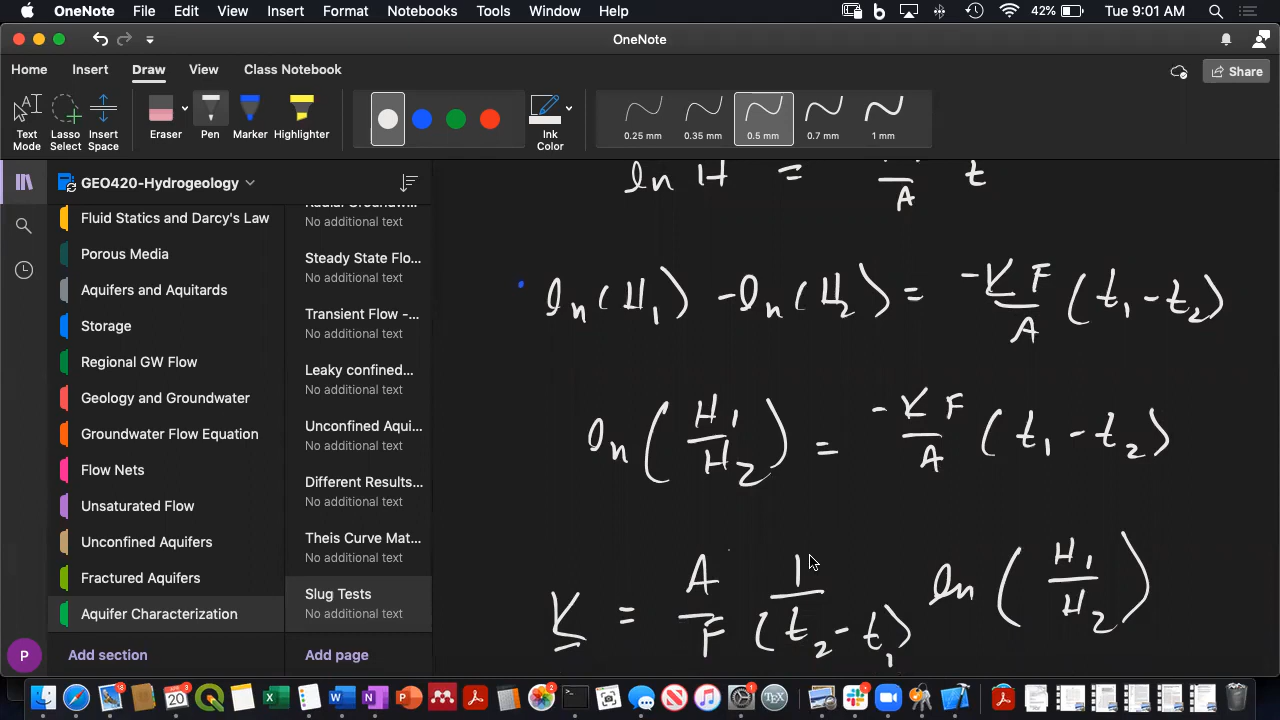 OneNote File Edit View Insert Format Notebooks Tools Window Help 42% Tue 9:01 AM
OneNote
Home Insert Draw View Class Notebook Share
Text Mode Lasso Select Insert Space Eraser Pen Marker Highlighter Ink Color 0.25 mm 0.35 mm 0.5 mm 0.7 mm 1 mm
GEO420-Hydrogeology
Fluid Statics and Darcy's Law
Porous Media
Aquifers and Aquitards
Storage
Regional GW Flow
Geology and Groundwater
Groundwater Flow Equation
Flow Nets
Unsaturated Flow
Unconfined Aquifers
Fractured Aquifers
Aquifer Characterization
Add section
P
No additional text
Steady State Flo...
No additional text
Transient Flow -...
No additional text
Leaky confined...
No additional text
Unconfined Aqui...
No additional text
Different Results...
No additional text
Theis Curve Mat...
No additional text
Slug Tests
No additional text
Add page
ln H = /A t
ln(H₁) - ln(H₂) = -KF/A (t₁ - t₂)
ln(H₁/H₂) = -KF/A (t₁ - t₂)
K = A/F 1/(t₂ - t₁) ln(H₁/H₂)